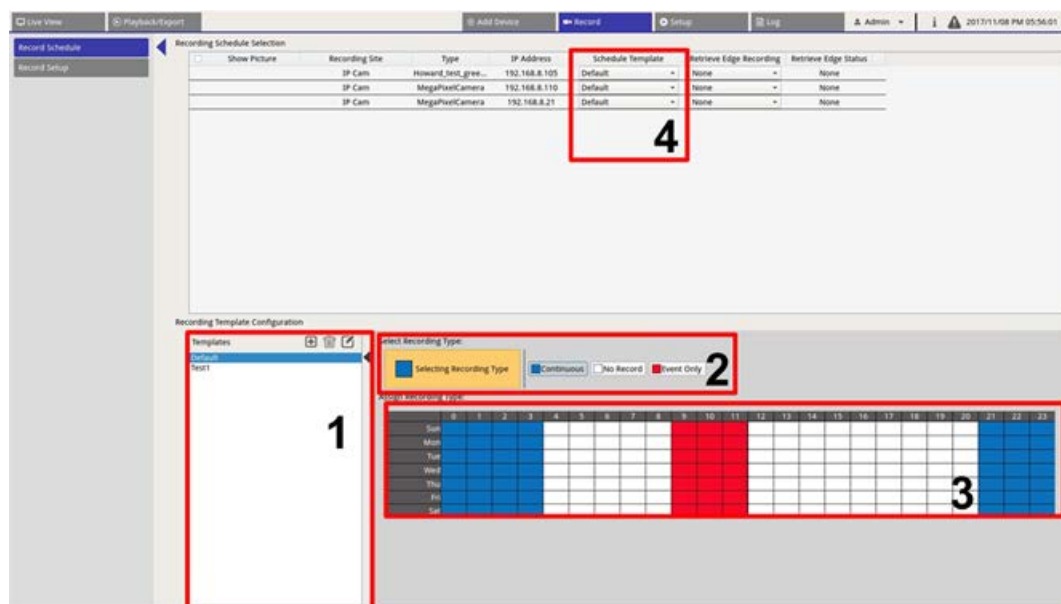 Live View Playback/Export Add Device Record Setup Log Admin i 2017/11/08 PM 05:56:01
Record Schedule
Record Setup
Recording Schedule Selection
Show Picture Recording Site Type IP Address Schedule Template Retrieve Edge Recording Retrieve Edge Status
IP Cam Howard_test_gree... 192.168.8.105 Default None None
IP Cam MegaPixelCamera 192.168.8.110 Default None None
IP Cam MegaPixelCamera 192.168.8.21 Default None None
4
Recording Template Configuration
Templates
Default
Test1
1
Select Recording Type:
Selecting Recording Type Continuous No Record Event Only
2
Assign Recording Type:
0 1 2 3 4 5 6 7 8 9 10 11 12 13 14 15 16 17 18 19 20 21 22 23
Sun
Mon
Tue
Wed
Thu
Fri
Sat
3